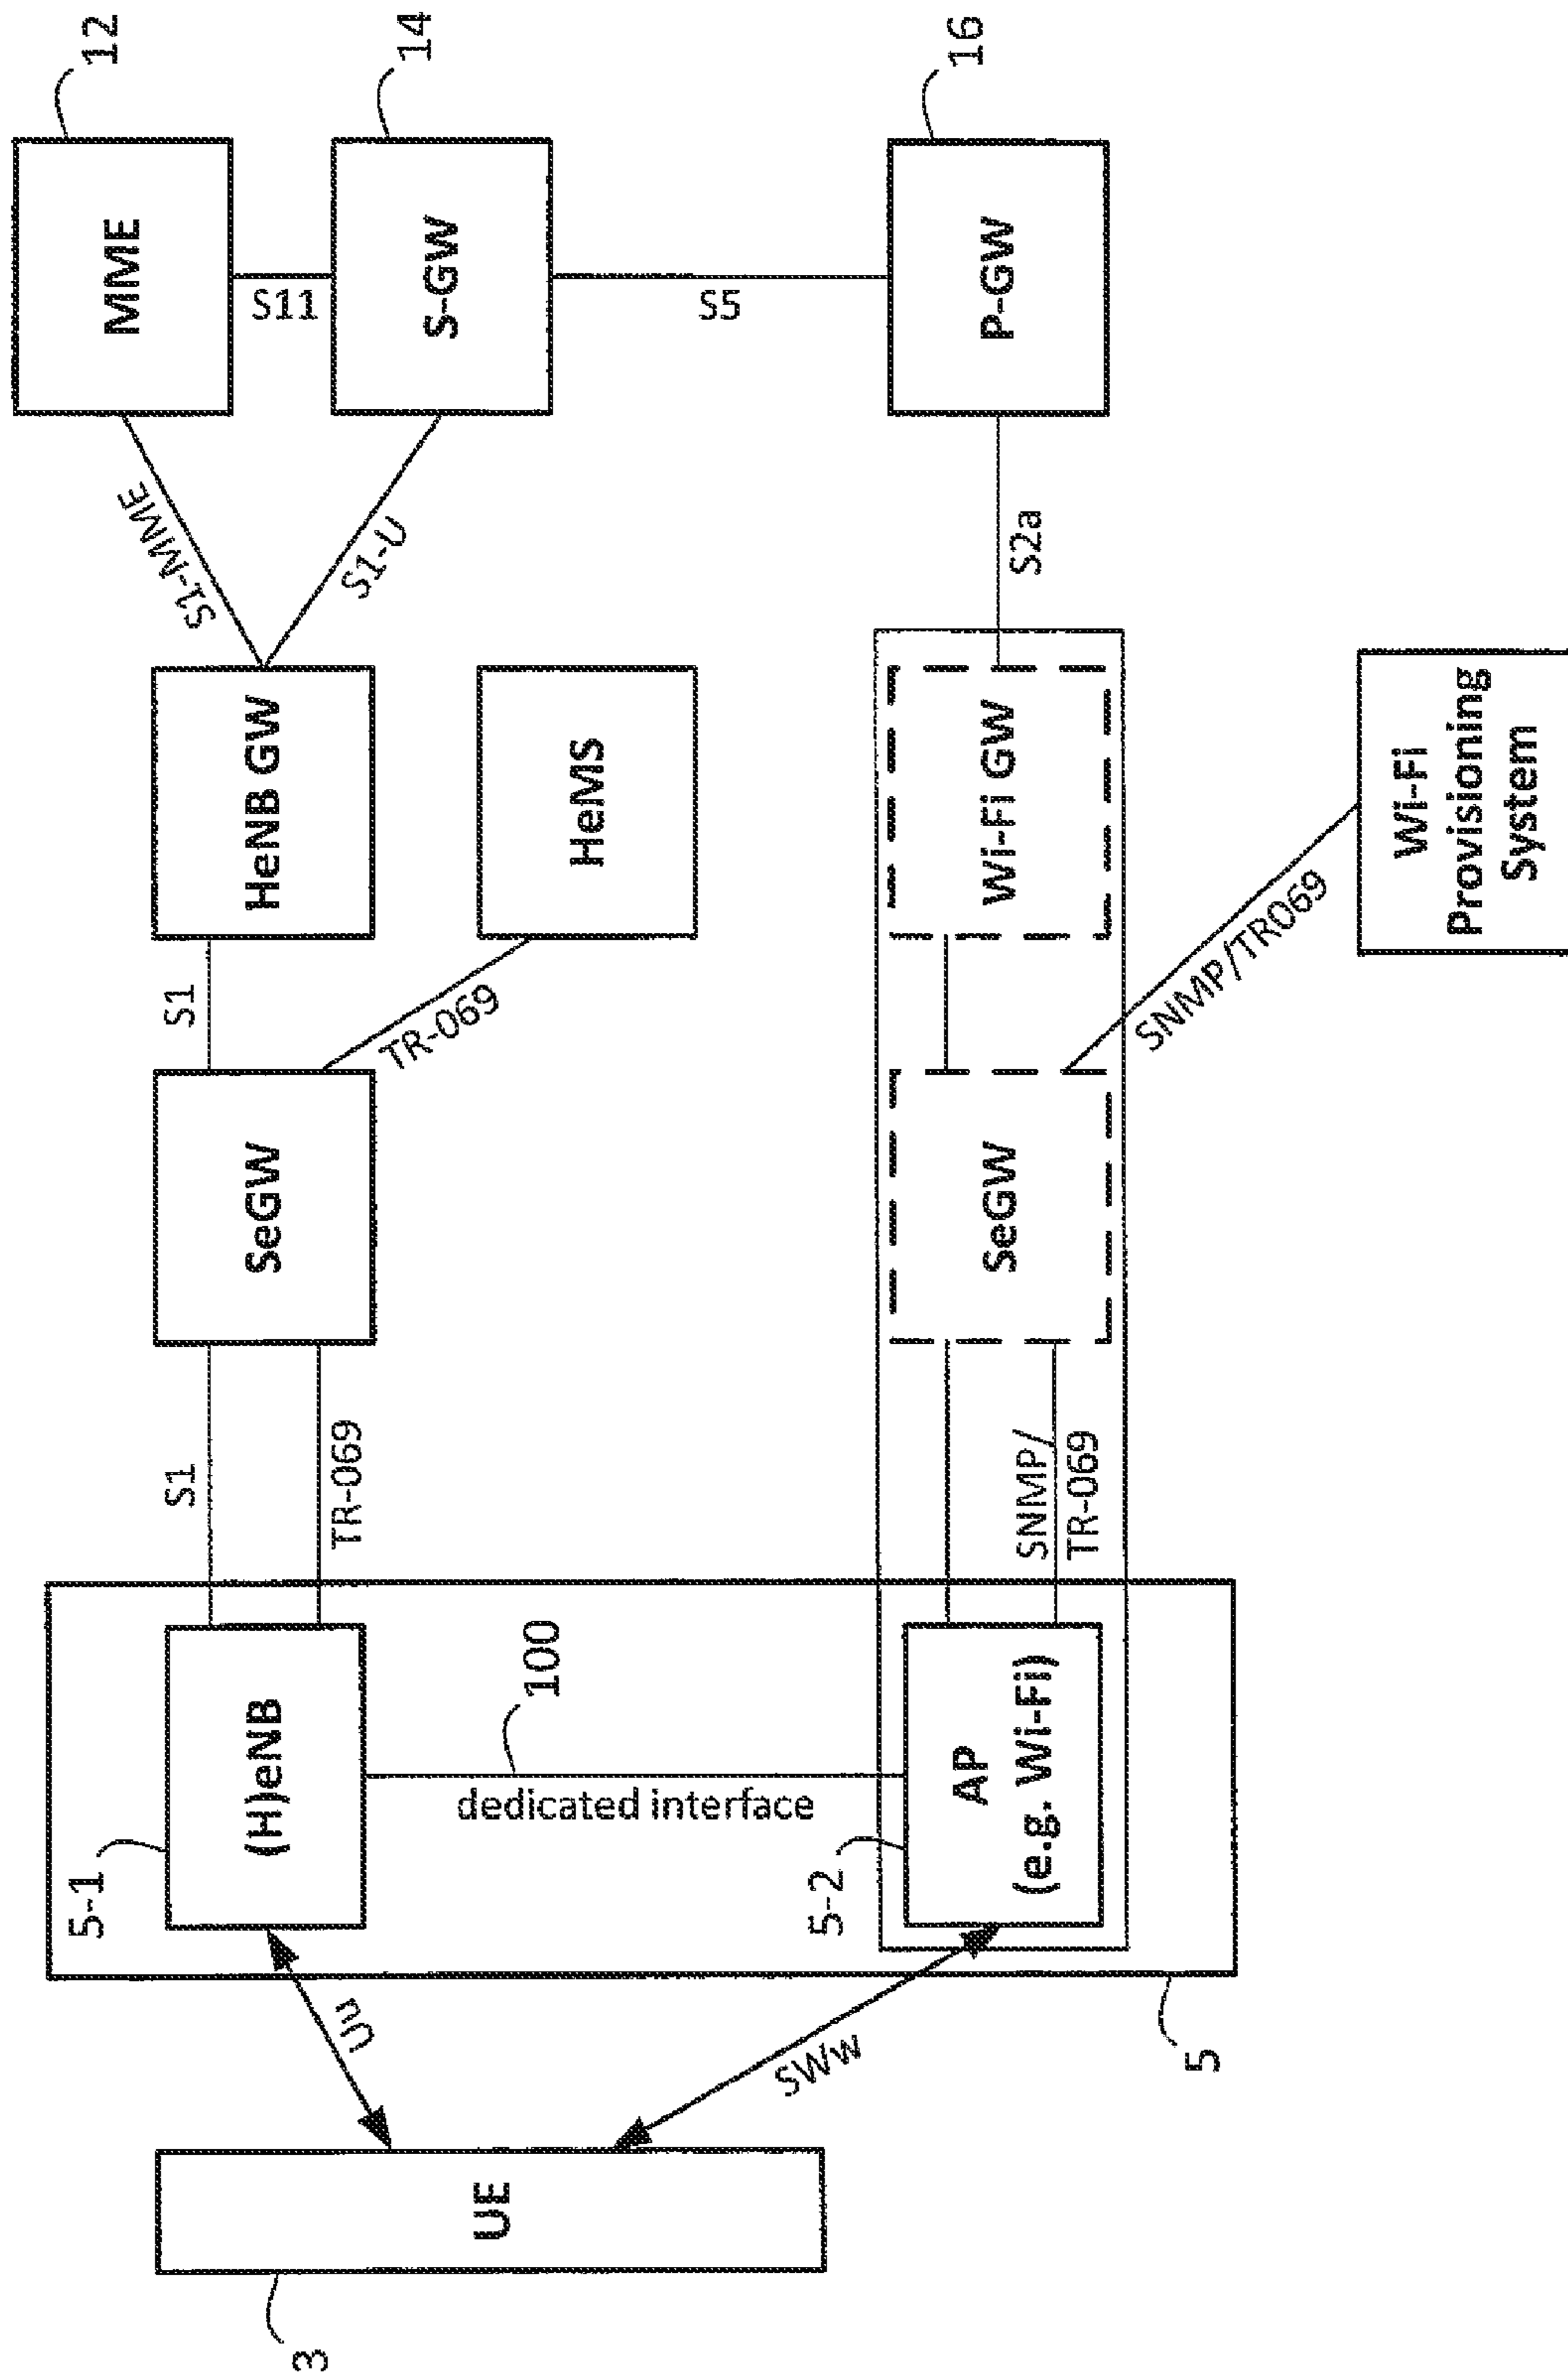 12
MME
S11
14
S-GW
S5
16
P-GW
S1-MME
S1-U
S2a
HeNB GW
HeMS
Wi-Fi GW
Wi-Fi
Provisioning
System
S1
TR-069
SNMP/TR069
SeGW
SeGW
S1
TR-069
SNMP/
TR-069
5-1
(H)eNB
100
dedicated interface
5-2
AP
(e.g. Wi-Fi)
5
Uu
SWw
UE
3